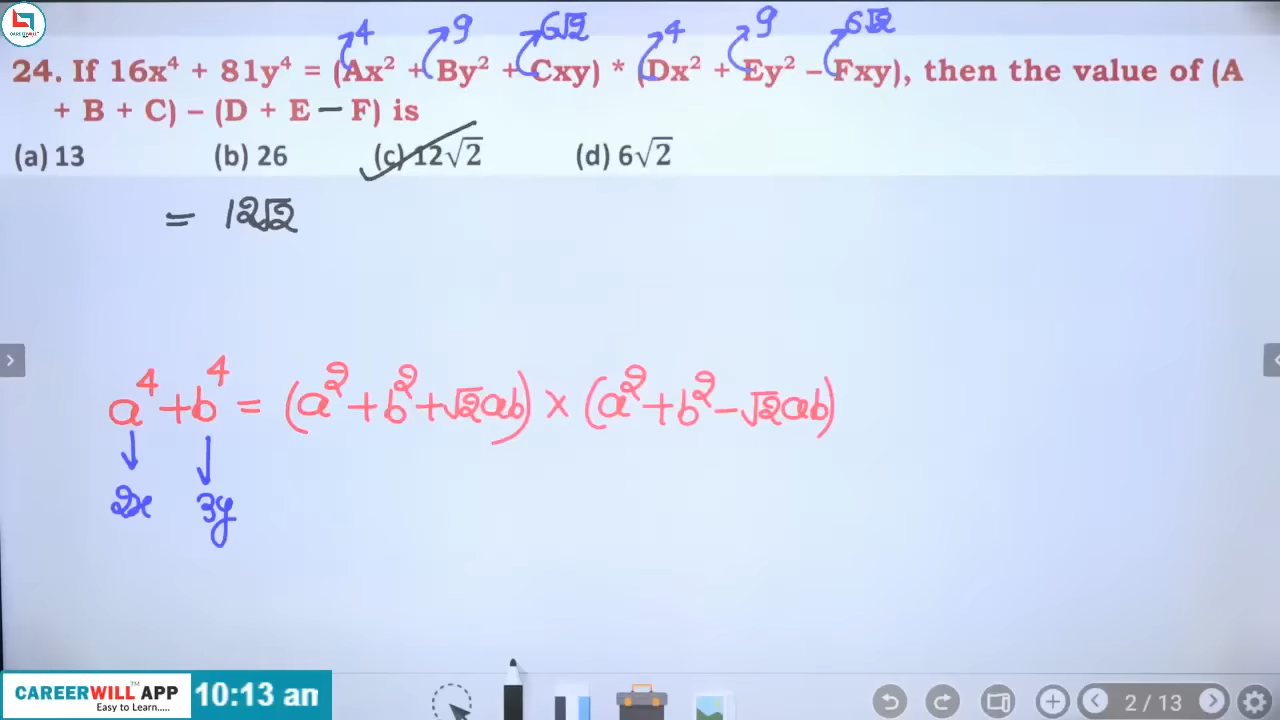 4 9 6√2 4 9 6√2
24. If 16x⁴ + 81y⁴ = (Ax² + By² + Cxy) * (Dx² + Ey² – Fxy), then the value of (A
+ B + C) – (D + E – F) is
(a) 13 (b) 26 (c) 12√2 (d) 6√2
= 12√2
a⁴+b⁴ = (a²+b²+√2ab) × (a²+b²-√2ab)
2x 3y
CAREERWILL
CAREERWILL APP™ 10:13 am
Easy to Learn.....
2 / 13